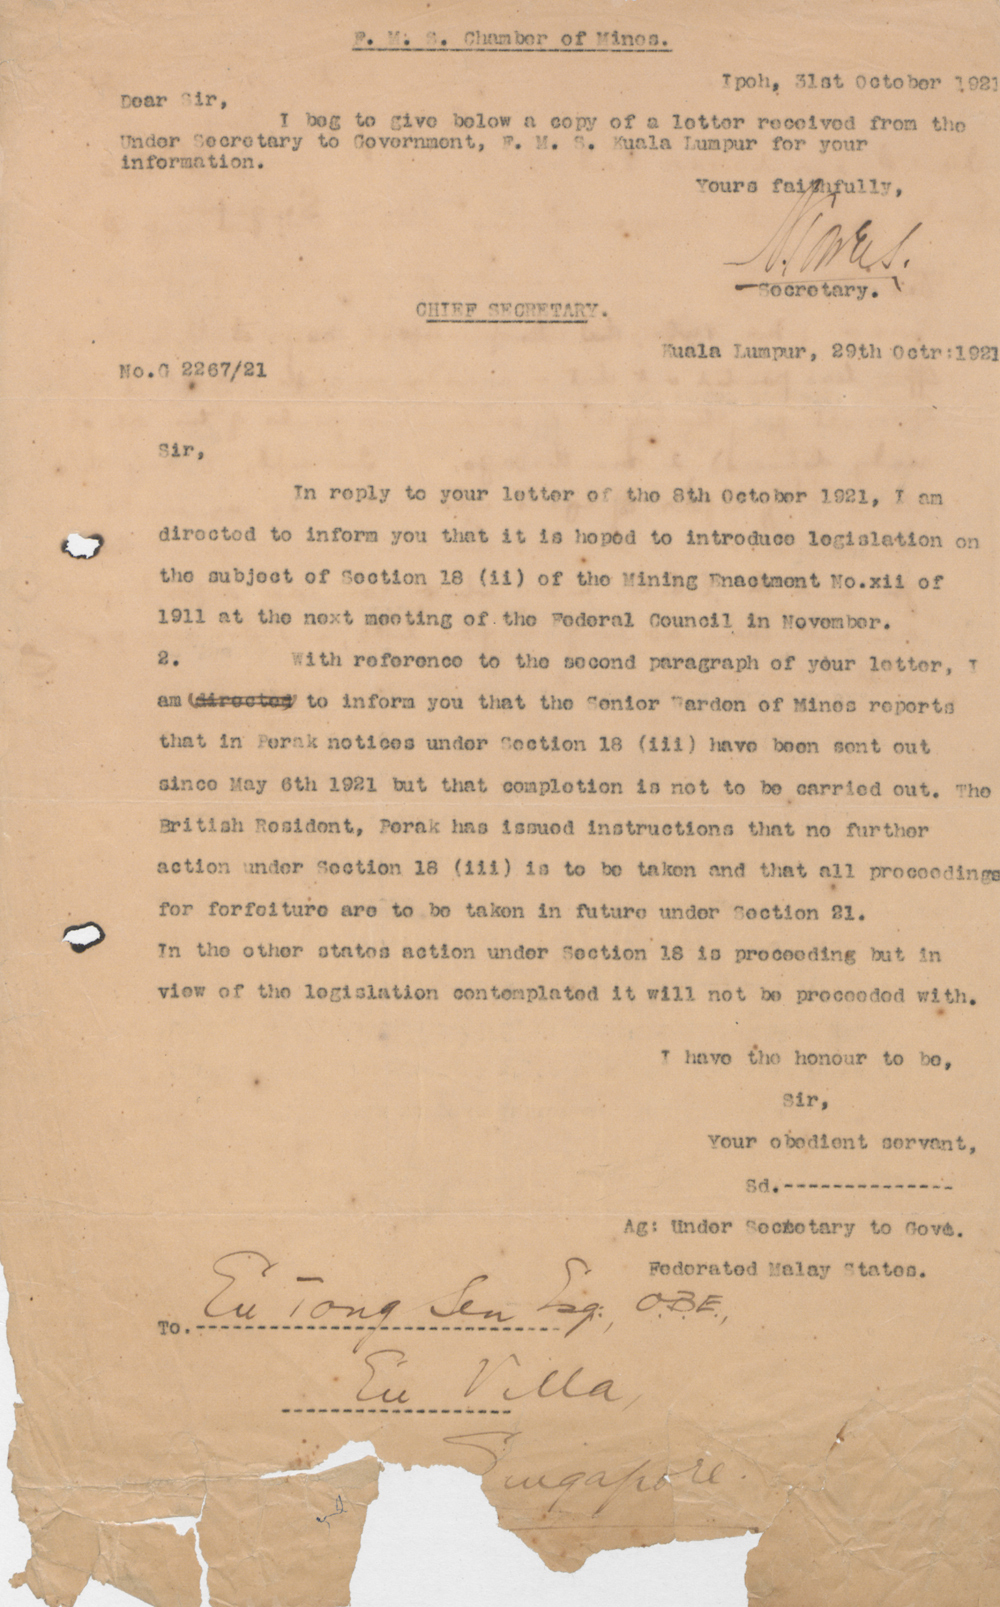 F. M. S. Chamber of Mines.
Ipoh, 31st October 1921
Dear Sir,
I beg to give below a copy of a letter received from the
Under Secretary to Government, F. M. S. Kuala Lumpur for your
information.
Yours faithfully,
Secretary.
CHIEF SECRETARY.
Kuala Lumpur, 29th Octr:1921
No.G 2267/21
Sir,
In reply to your letter of the 8th October 1921, I am
directed to inform you that it is hoped to introduce legislation on
the subject of Section 18 (ii) of the Mining Enactment No.xii of
1911 at the next meeting of the Federal Council in November.
2. With reference to the second paragraph of your letter, I
am (directed) to inform you that the Senior Warden of Mines reports
that in Perak notices under Section 18 (iii) have been sent out
since May 6th 1921 but that completion is not to be carried out. The
British Resident, Perak has issued instructions that no further
action under Section 18 (iii) is to be taken and that all proceedings
for forfeiture are to be taken in future under Section 21.
In the other states action under Section 18 is proceeding but in
view of the legislation contemplated it will not be proceeded with.
I have the honour to be,
Sir,
Your obedient servant,
Sd.--------------
Ag: Under Secretary to Govt.
Federated Malay States.
To. Eu Tong Sen Esq., O.B.E.,
Eu Villa,
Singapore.